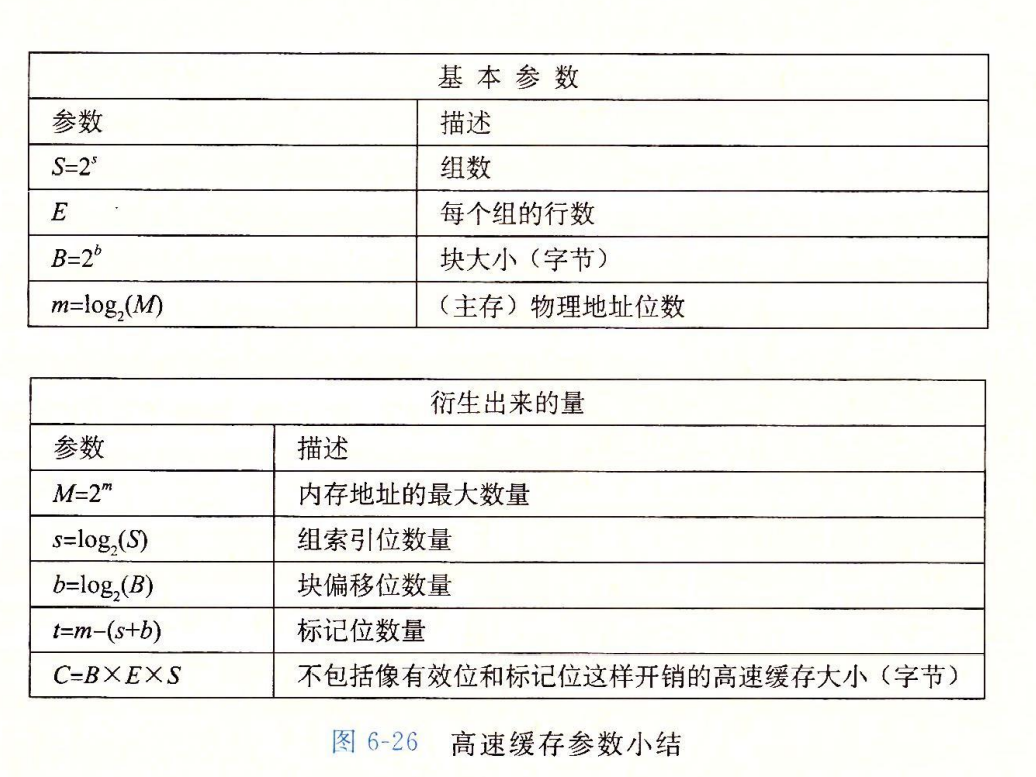 基本参数
参数 描述
S=2^s 组数
E 每个组的行数
B=2^b 块大小（字节）
m=log₂(M) （主存）物理地址位数
衍生出来的量
参数 描述
M=2^m 内存地址的最大数量
s=log₂(S) 组索引位数量
b=log₂(B) 块偏移位数量
t=m-(s+b) 标记位数量
C=B×E×S 不包括像有效位和标记位这样开销的高速缓存大小（字节）
图 6-26 高速缓存参数小结